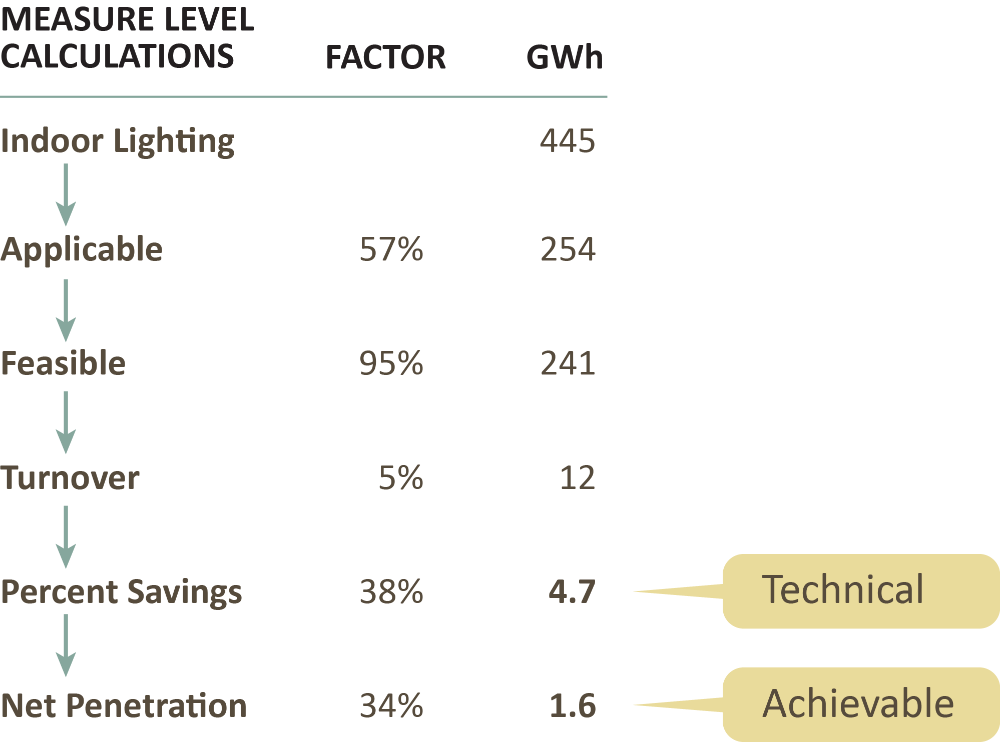 MEASURE LEVEL
CALCULATIONS FACTOR GWh
Indoor Lighting 445
Applicable 57% 254
Feasible 95% 241
Turnover 5% 12
Percent Savings 38% 4.7 Technical
Net Penetration 34% 1.6 Achievable